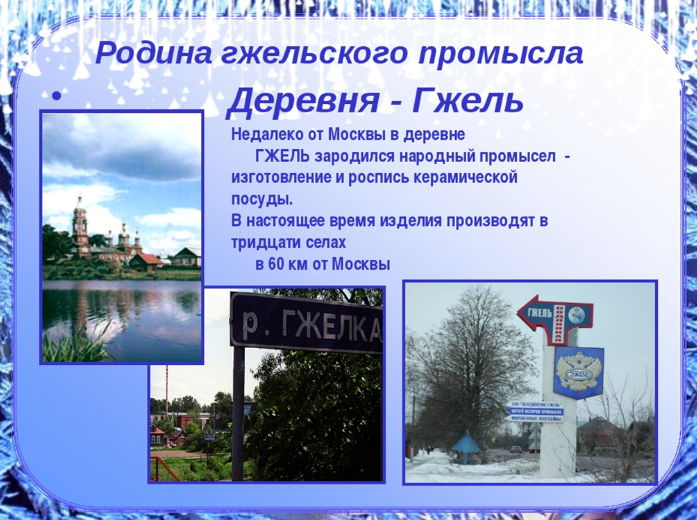 Родина гжельского промысла
• Деревня - Гжель
Недалеко от Москвы в деревне
ГЖЕЛЬ зародился народный промысел -
изготовление и роспись керамической
посуды.
В настоящее время изделия производят в
тридцати селах
в 60 км от Москвы
р. ГЖЕЛКА
ГЖЕЛЬ